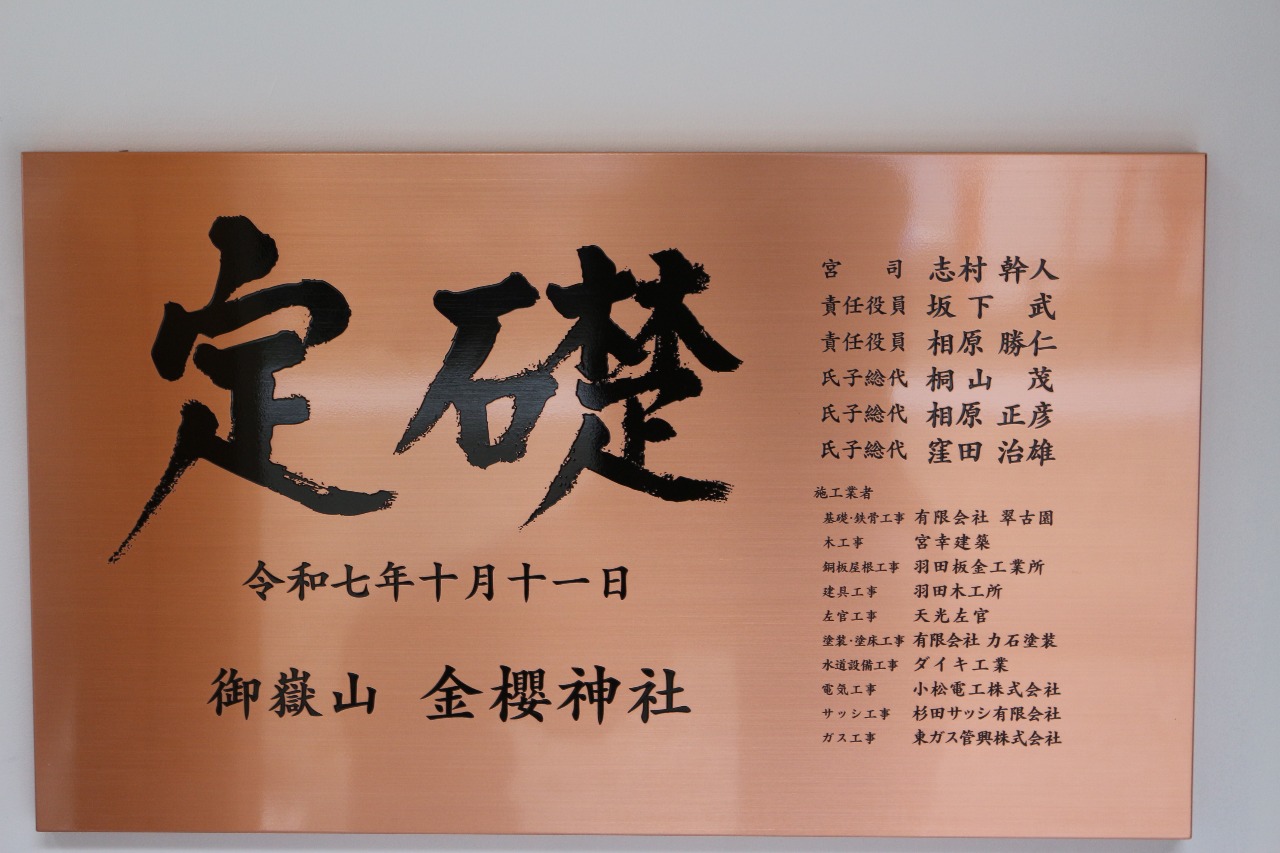 定礎
令和七年十月十一日
御嶽山 金櫻神社
宮司 志村 幹人
責任役員 坂下 武
責任役員 相原 勝仁
氏子総代 桐山 茂
氏子総代 相原 正彦
氏子総代 窪田 治雄
施工業者
基礎・鉄骨工事 有限会社 翠古園
木工事 宮幸建築
銅板屋根工事 羽田板金工業所
建具工事 羽田木工所
左官工事 天光左官
塗装・塗床工事 有限会社 力石塗装
水道設備工事 ダイキ工業
電気工事 小松電工株式会社
サッシ工事 杉田サッシ有限会社
ガス工事 東ガス管興株式会社